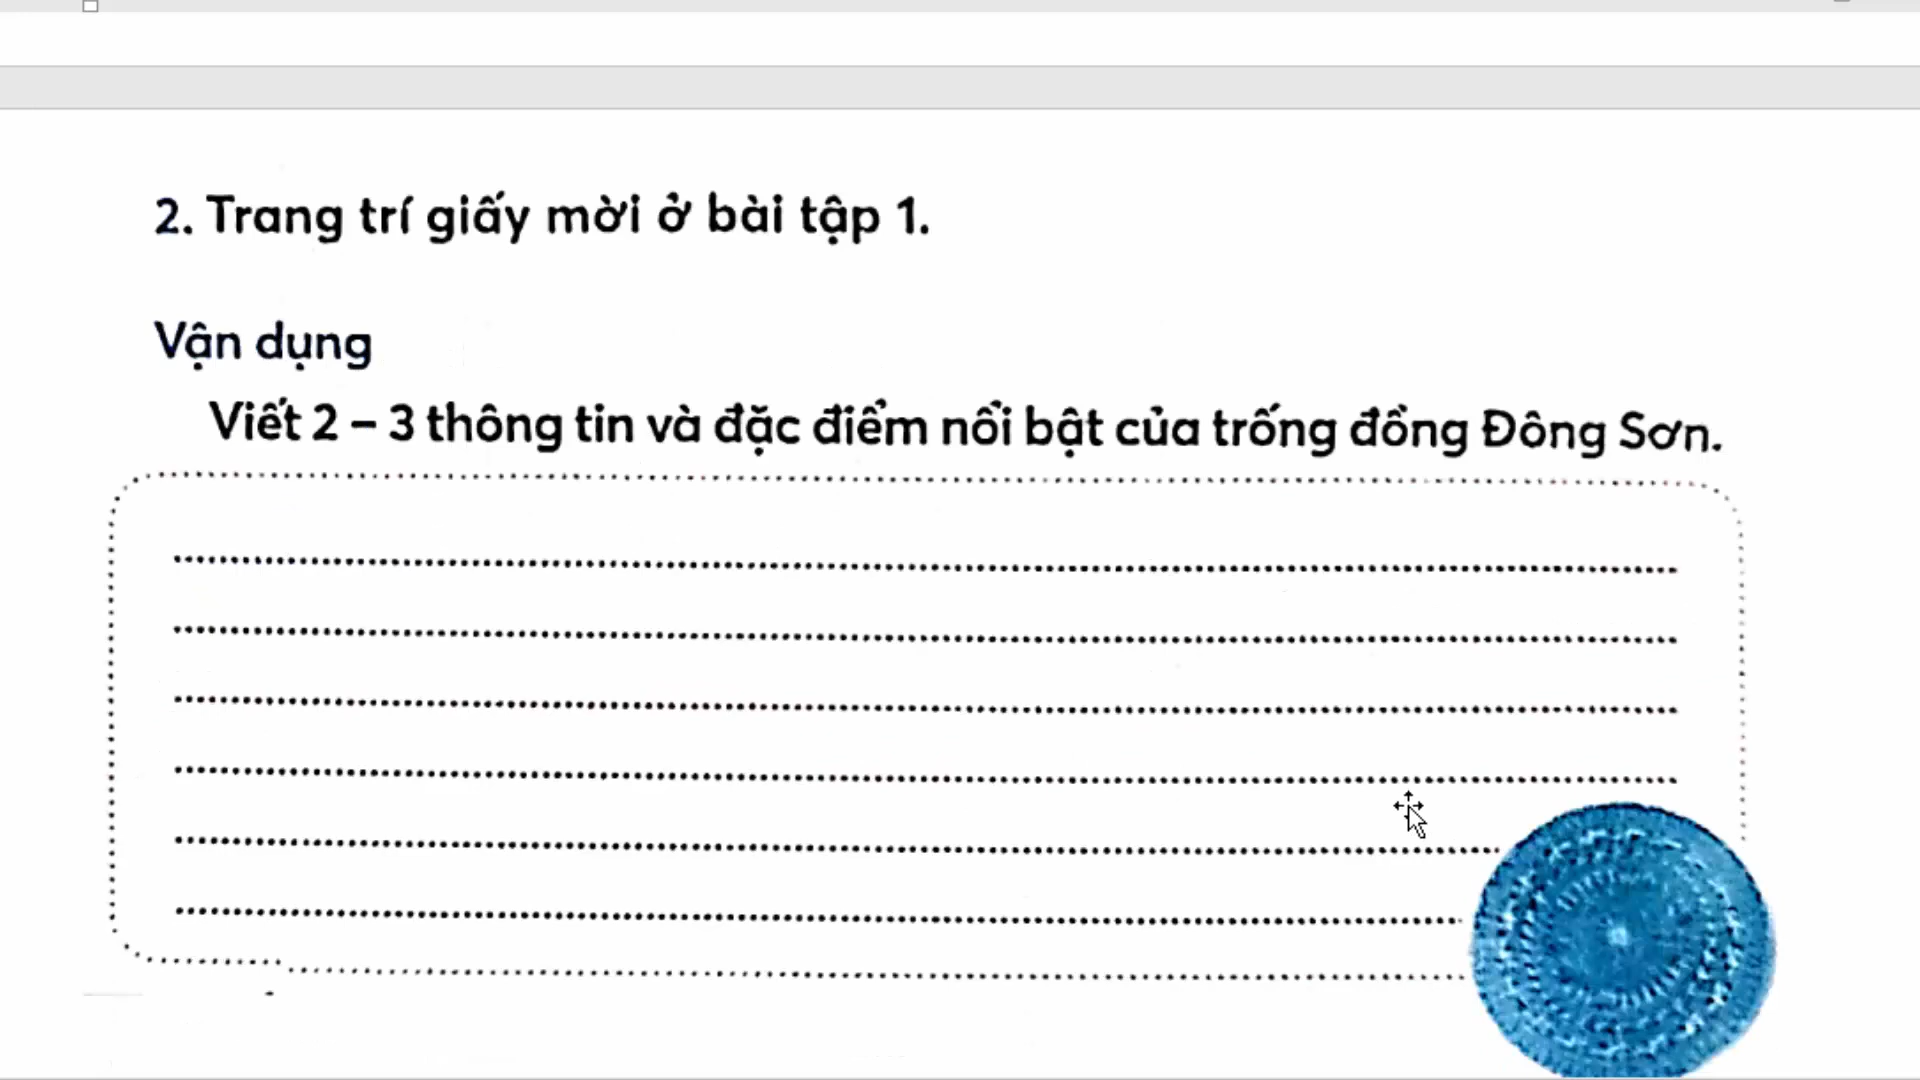 2. Trang trí giấy mời ở bài tập 1.
Vận dụng
Viết 2 – 3 thông tin và đặc điểm nổi bật của trống đồng Đông Sơn.